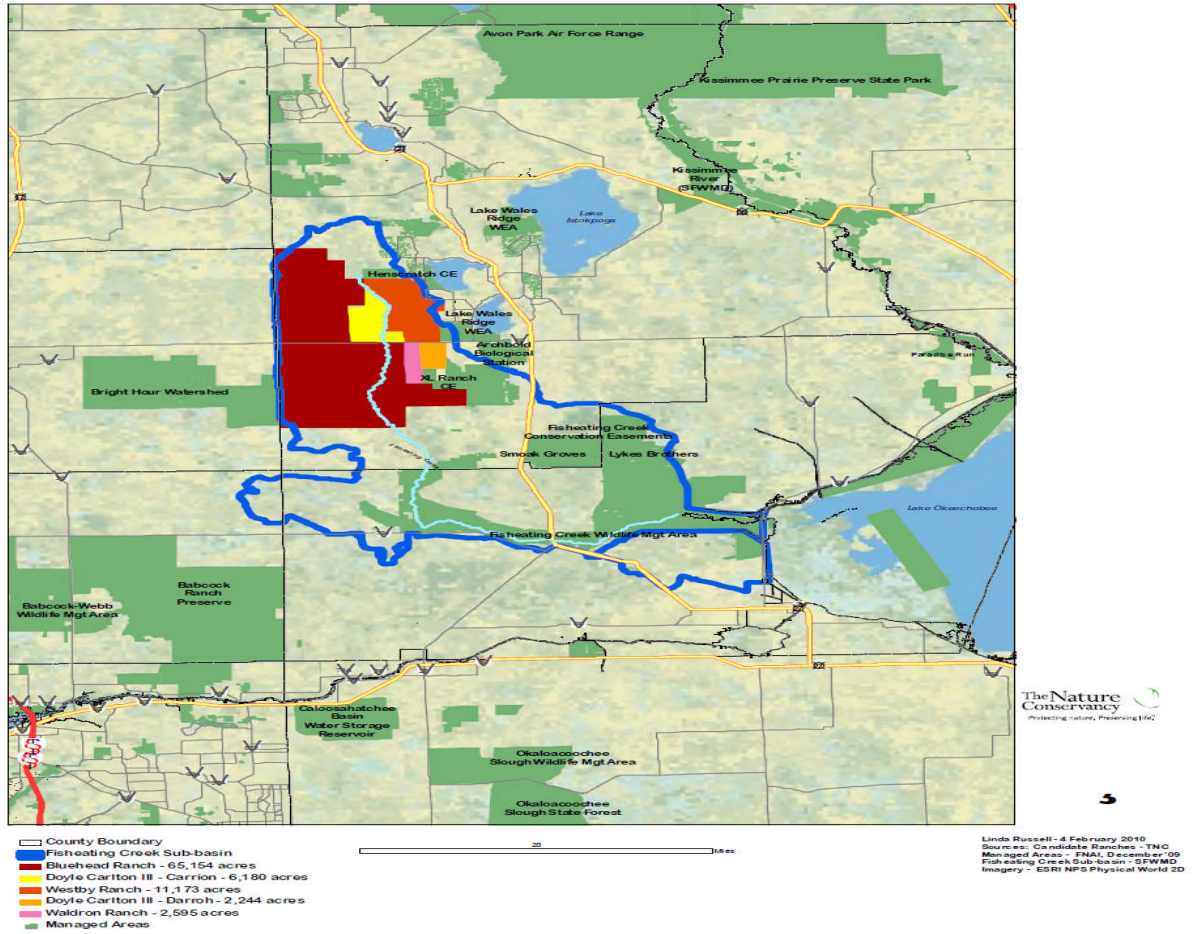 Avon Park Air Force Range
Kissimmee Prairie Preserve State Park
Kissimmee
River
(SFWMD)
Lake Wales
Ridge
WEA
Lake
Istokpoga
Henscratch CE
Lake Wales
Ridge
WEA
Archbold
Biological
Station
Paradise Run
XL Ranch
CE
Bright Hour Watershed
Fisheating Creek
Conservation Easements
Smoak Groves
Lykes Brothers
Lake Okeechobee
Fisheating Creek Wildlife Mgt Area
Babcock
Ranch
Preserve
Babcock-Webb
Wildlife Mgt Area
Caloosahatchee
Basin
Water Storage
Reservoir
Okaloacoochee
Slough Wildlife Mgt Area
Okaloacoochee
Slough State Forest
The Nature
Conservancy
Protecting nature. Preserving life.
5
County Boundary
Fisheating Creek Sub-basin
Bluehead Ranch - 65,154 acres
Doyle Carlton III - Carrion - 6,180 acres
Westby Ranch - 11,173 acres
Doyle Carlton III - Darroh - 2,244 acres
Waldron Ranch - 2,595 acres
Managed Areas
20
Miles
Linda Russell - 4 February 2010
Sources: Candidate Ranches - TNC
Managed Areas - FNAI, December '09
Fisheating Creek Sub-basin - SFWMD
Imagery - ESRI NPS Physical World 2D